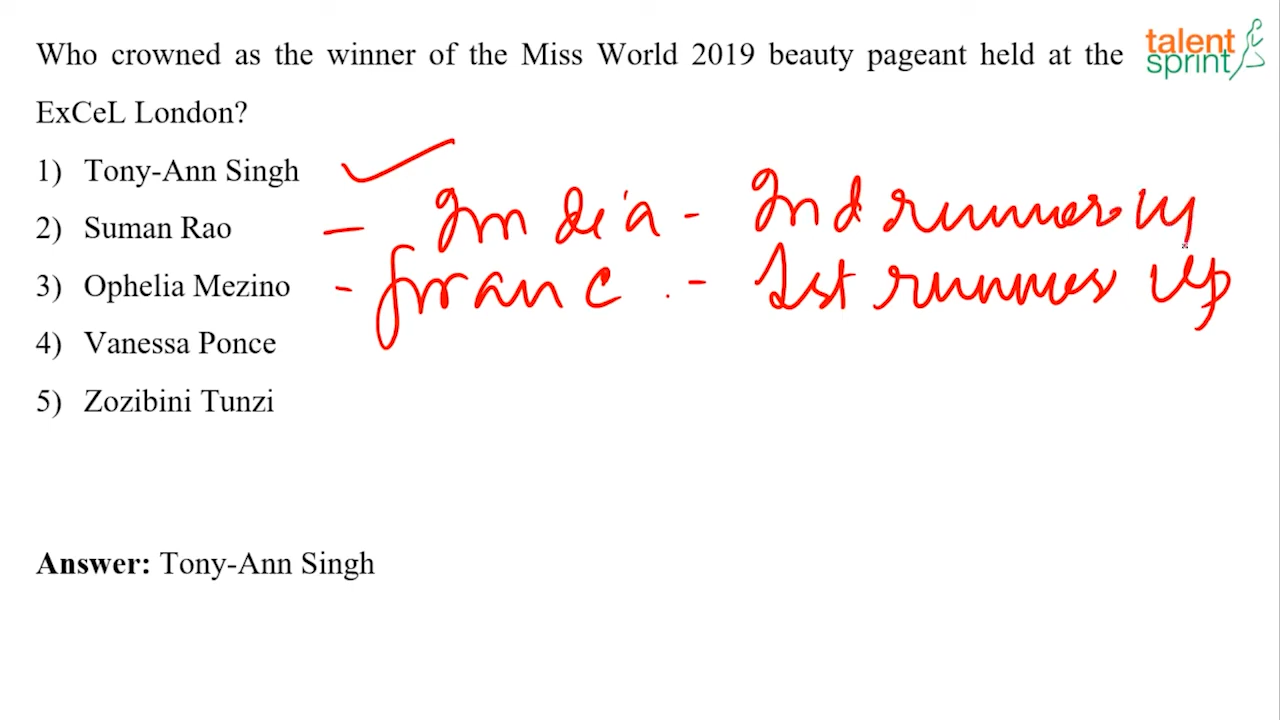 Who crowned as the winner of the Miss World 2019 beauty pageant held at the
talent
sprint
ExCeL London?
1) Tony-Ann Singh
2) Suman Rao - India - IInd runner up
3) Ophelia Mezino - franc - 1st runner up
4) Vanessa Ponce
5) Zozibini Tunzi
Answer: Tony-Ann Singh